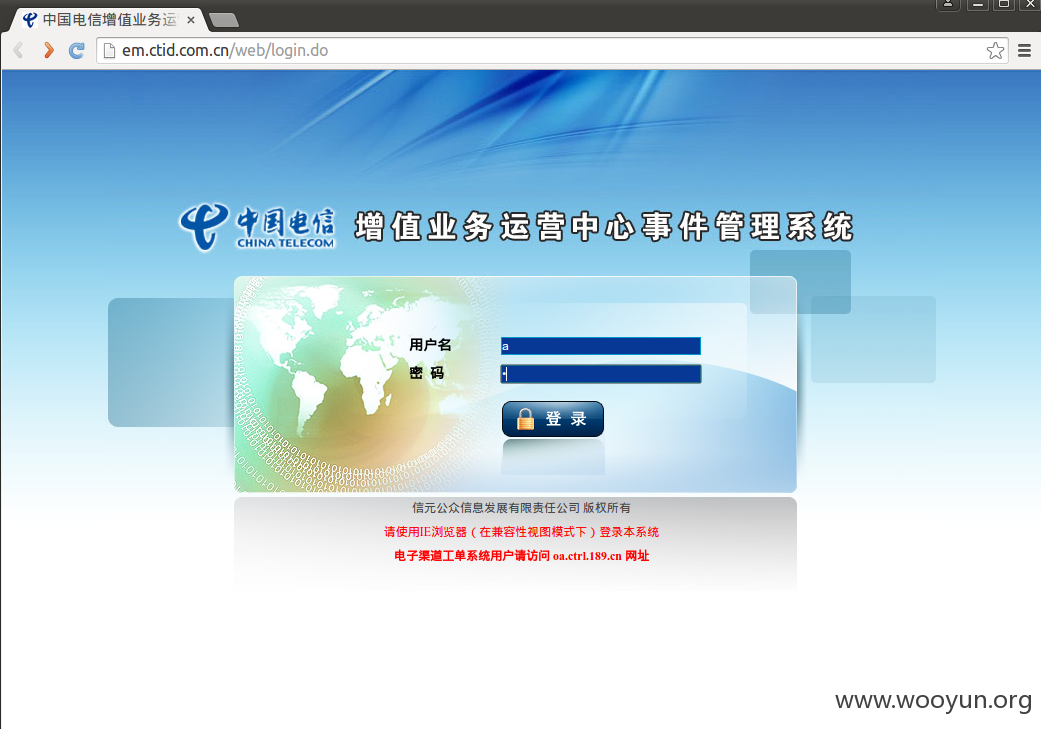 中国电信增值业务运
em.ctid.com.cn/web/login.do
中国电信
CHINA TELECOM
增值业务运营中心事件管理系统
用户名 a
密 码
登 录
信元公众信息发展有限责任公司 版权所有
请使用IE浏览器（在兼容性视图模式下）登录本系统
电子渠道工单系统用户请访问 oa.ctrl.189.cn 网址
www.wooyun.org